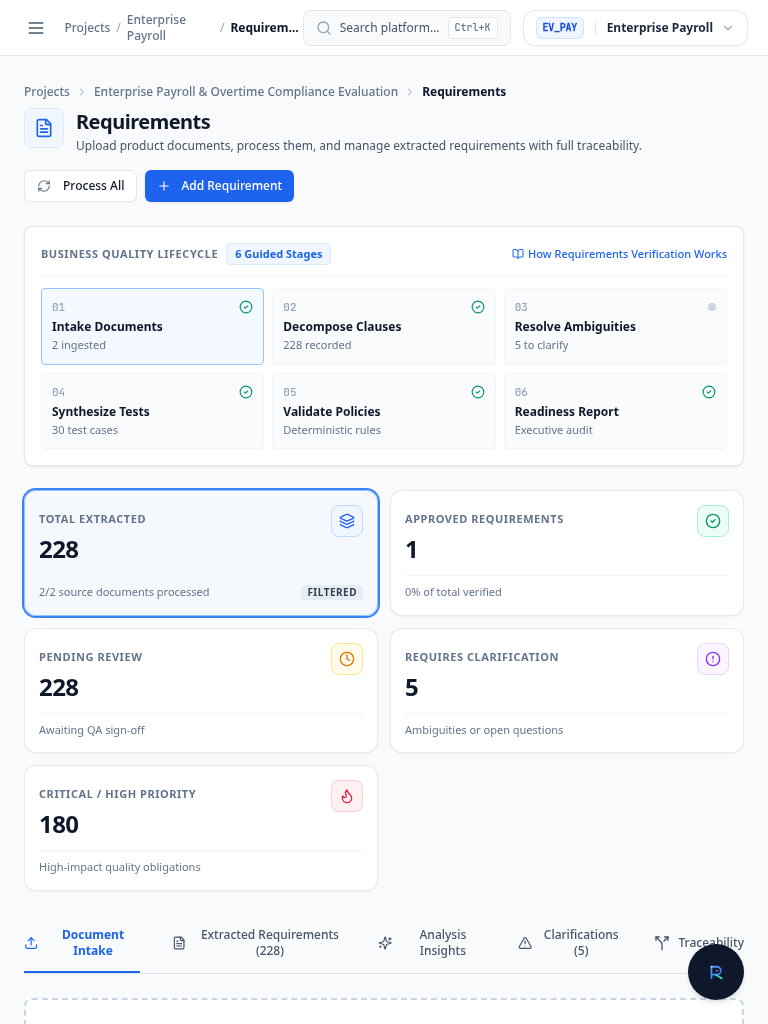 Projects / Enterprise Payroll / Requirem... Search platform... Ctrl+K EV_PAY Enterprise Payroll
Projects > Enterprise Payroll & Overtime Compliance Evaluation > Requirements
Requirements
Upload product documents, process them, and manage extracted requirements with full traceability.
Process All Add Requirement
BUSINESS QUALITY LIFECYCLE 6 Guided Stages How Requirements Verification Works
01
Intake Documents
2 ingested
02
Decompose Clauses
228 recorded
03
Resolve Ambiguities
5 to clarify
04
Synthesize Tests
30 test cases
05
Validate Policies
Deterministic rules
06
Readiness Report
Executive audit
TOTAL EXTRACTED
228
2/2 source documents processed FILTERED
APPROVED REQUIREMENTS
1
0% of total verified
PENDING REVIEW
228
Awaiting QA sign-off
REQUIRES CLARIFICATION
5
Ambiguities or open questions
CRITICAL / HIGH PRIORITY
180
High-impact quality obligations
Document Intake
Extracted Requirements (228)
Analysis Insights
Clarifications (5)
Traceability